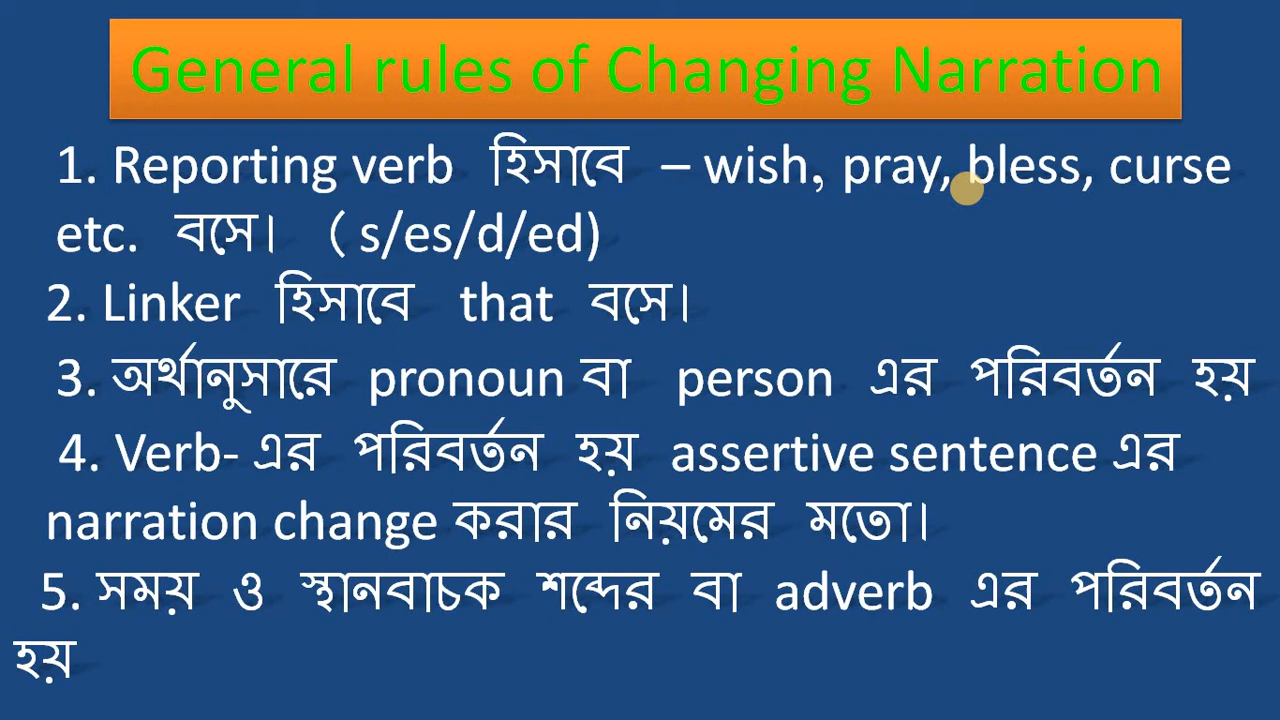 General rules of Changing Narration
1. Reporting verb হিসাবে – wish, pray, bless, curse
etc. বসে। ( s/es/d/ed)
2. Linker হিসাবে that বসে।
3. অর্থানুসারে pronoun বা person এর পরিবর্তন হয়
4. Verb- এর পরিবর্তন হয় assertive sentence এর
narration change করার নিয়মের মতো।
5. সময় ও স্থানবাচক শব্দের বা adverb এর পরিবর্তন
হয়